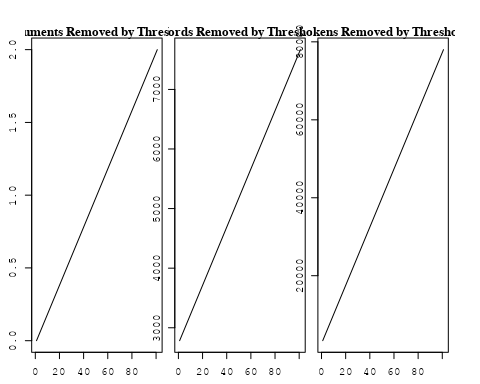 uments Removed by Thres
ords Removed by Thresh
okens Removed by Thresho
0.0 0.5 1.0 1.5 2.0
0 20 40 60 80
3000 4000 5000 6000 7000
0 20 40 60 80
20000 40000 60000 80000
0 20 40 60 80